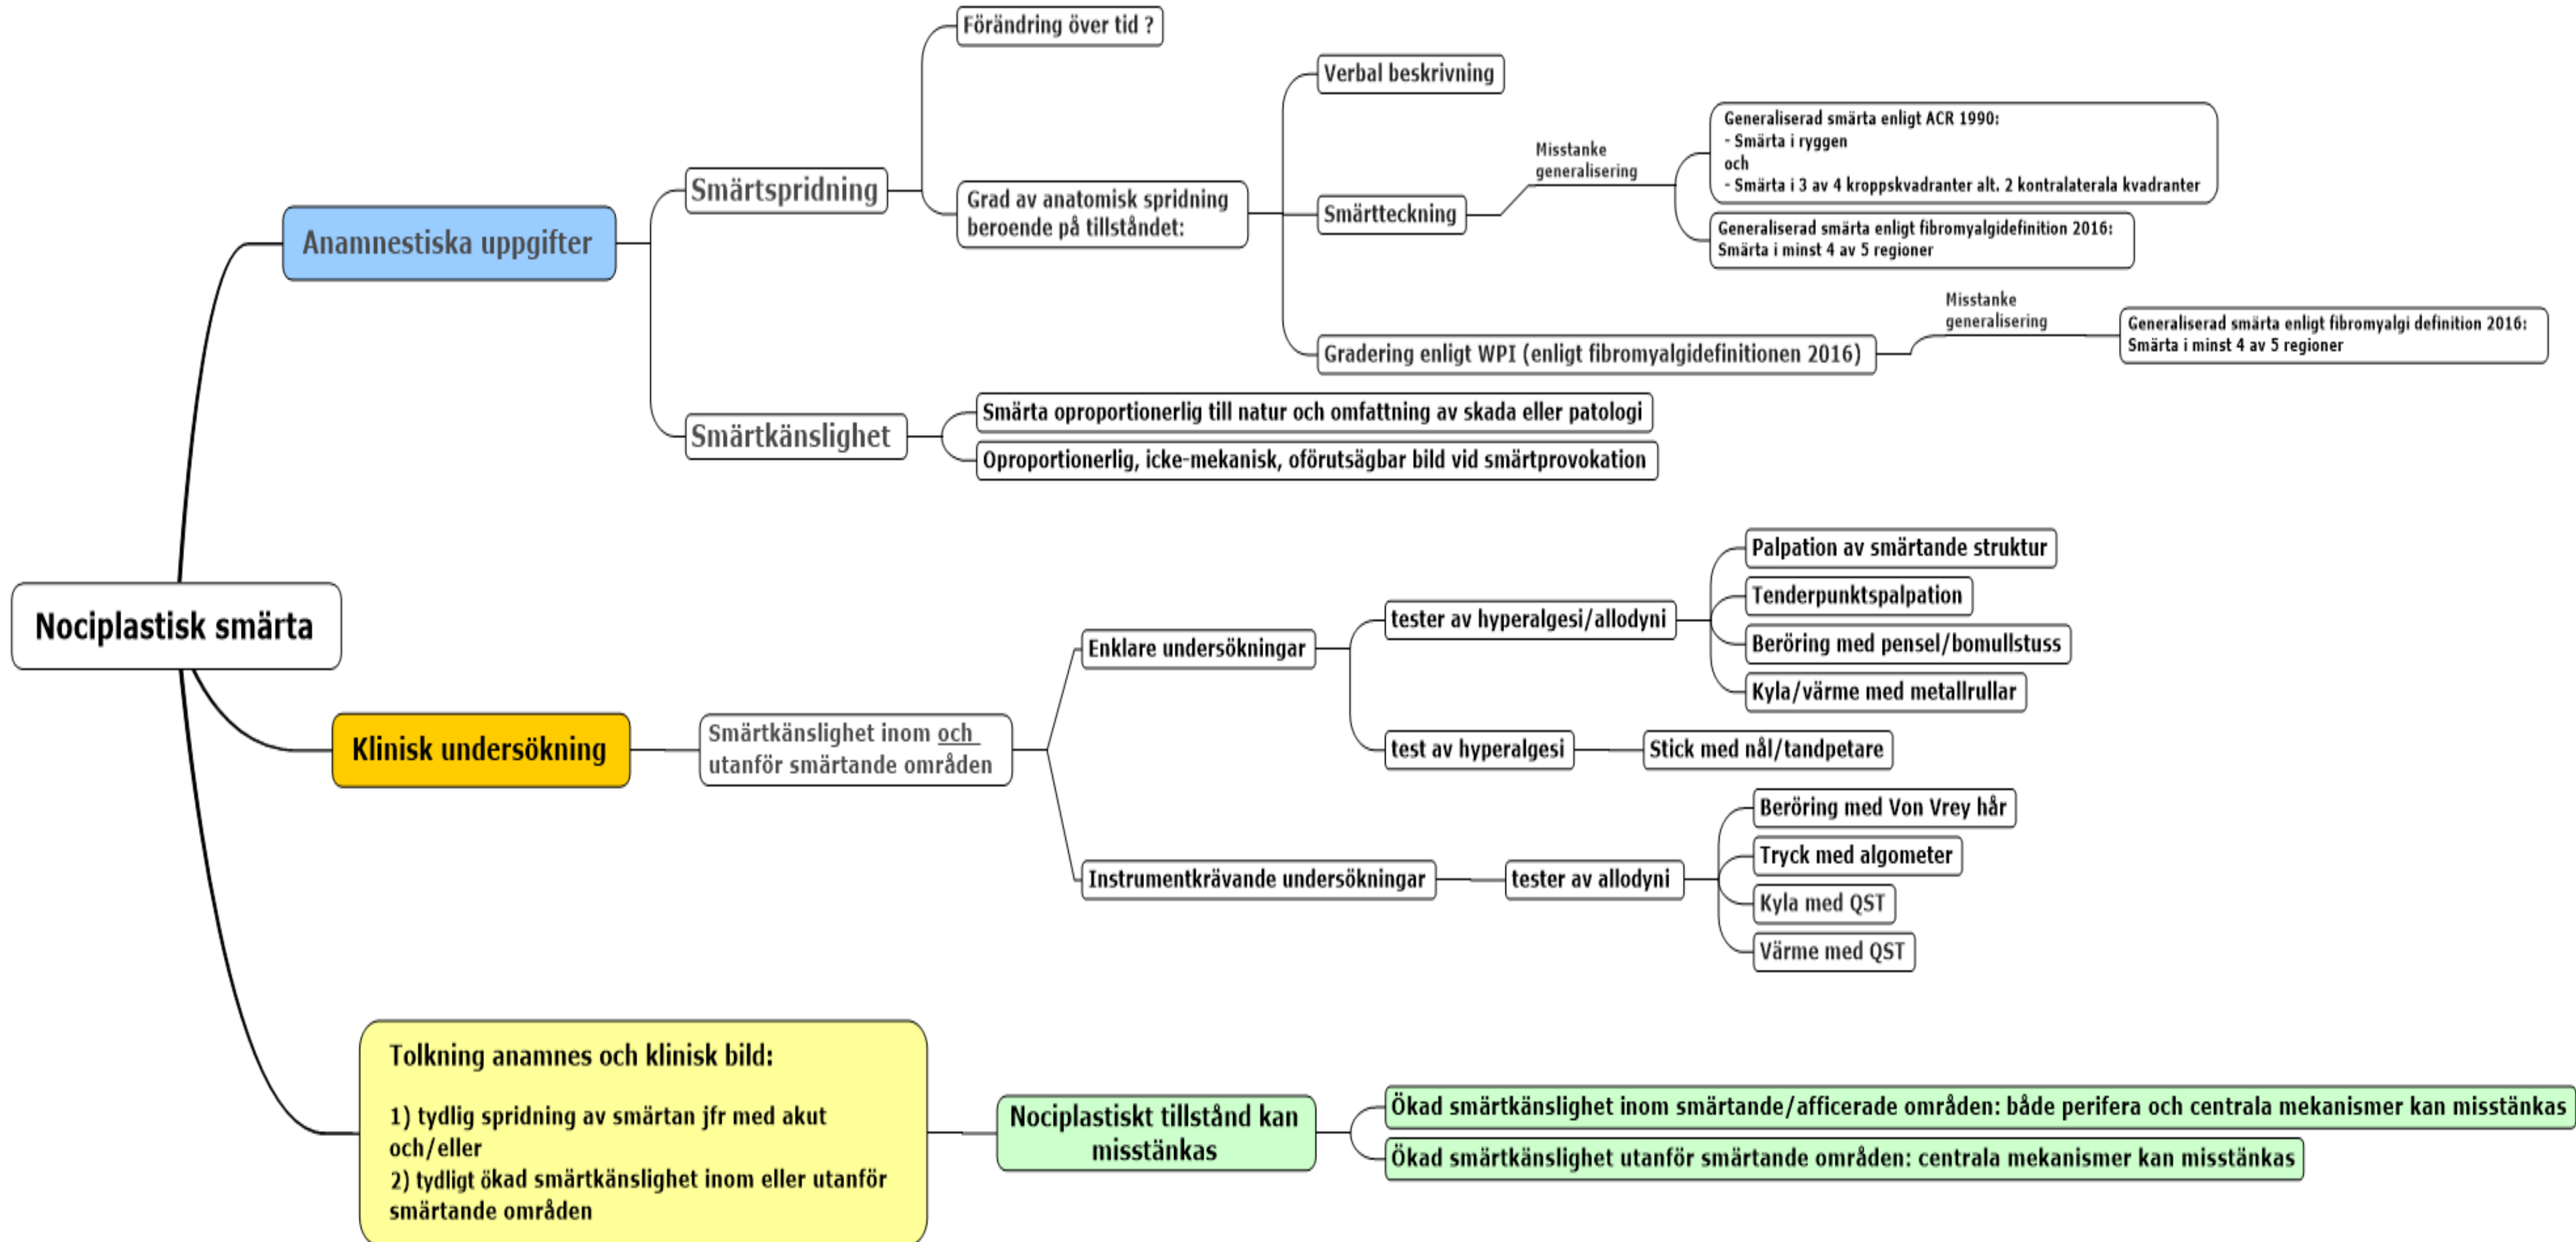 Förändring över tid ?
Verbal beskrivning
Generaliserad smärta enligt ACR 1990:
- Smärta i ryggen
och
- Smärta i 3 av 4 kroppskvadranter alt. 2 kontralaterala kvadranter
Misstanke
generalisering
Smärtspridning
Grad av anatomisk spridning
beroende på tillståndet:
Smärtteckning
Generaliserad smärta enligt fibromyalgidefinition 2016:
Smärta i minst 4 av 5 regioner
Anamnestiska uppgifter
Misstanke
generalisering
Generaliserad smärta enligt fibromyalgi definition 2016:
Smärta i minst 4 av 5 regioner
Gradering enligt WPI (enligt fibromyalgidefinitionen 2016)
Smärtkänslighet
Smärta oproportionerlig till natur och omfattning av skada eller patologi
Oproportionerlig, icke-mekanisk, oförutsägbar bild vid smärtprovokation
Nociplastisk smärta
Klinisk undersökning
Smärtkänslighet inom och
utanför smärtande områden
Enklare undersökningar
tester av hyperalgesi/allodyni
Palpation av smärtande struktur
Tenderpunktspalpation
Beröring med pensel/bomullstuss
Kyla/värme med metallrullar
test av hyperalgesi
Stick med nål/tandpetare
Instrumentkrävande undersökningar
tester av allodyni
Beröring med Von Vrey hår
Tryck med algometer
Kyla med QST
Värme med QST
Tolkning anamnes och klinisk bild:
1) tydlig spridning av smärtan jfr med akut
och/eller
2) tydligt ökad smärtkänslighet inom eller utanför
smärtande områden
Nociplastiskt tillstånd kan
misstänkas
Ökad smärtkänslighet inom smärtande/afficerade områden: både perifera och centrala mekanismer kan misstänkas
Ökad smärtkänslighet utanför smärtande områden: centrala mekanismer kan misstänkas